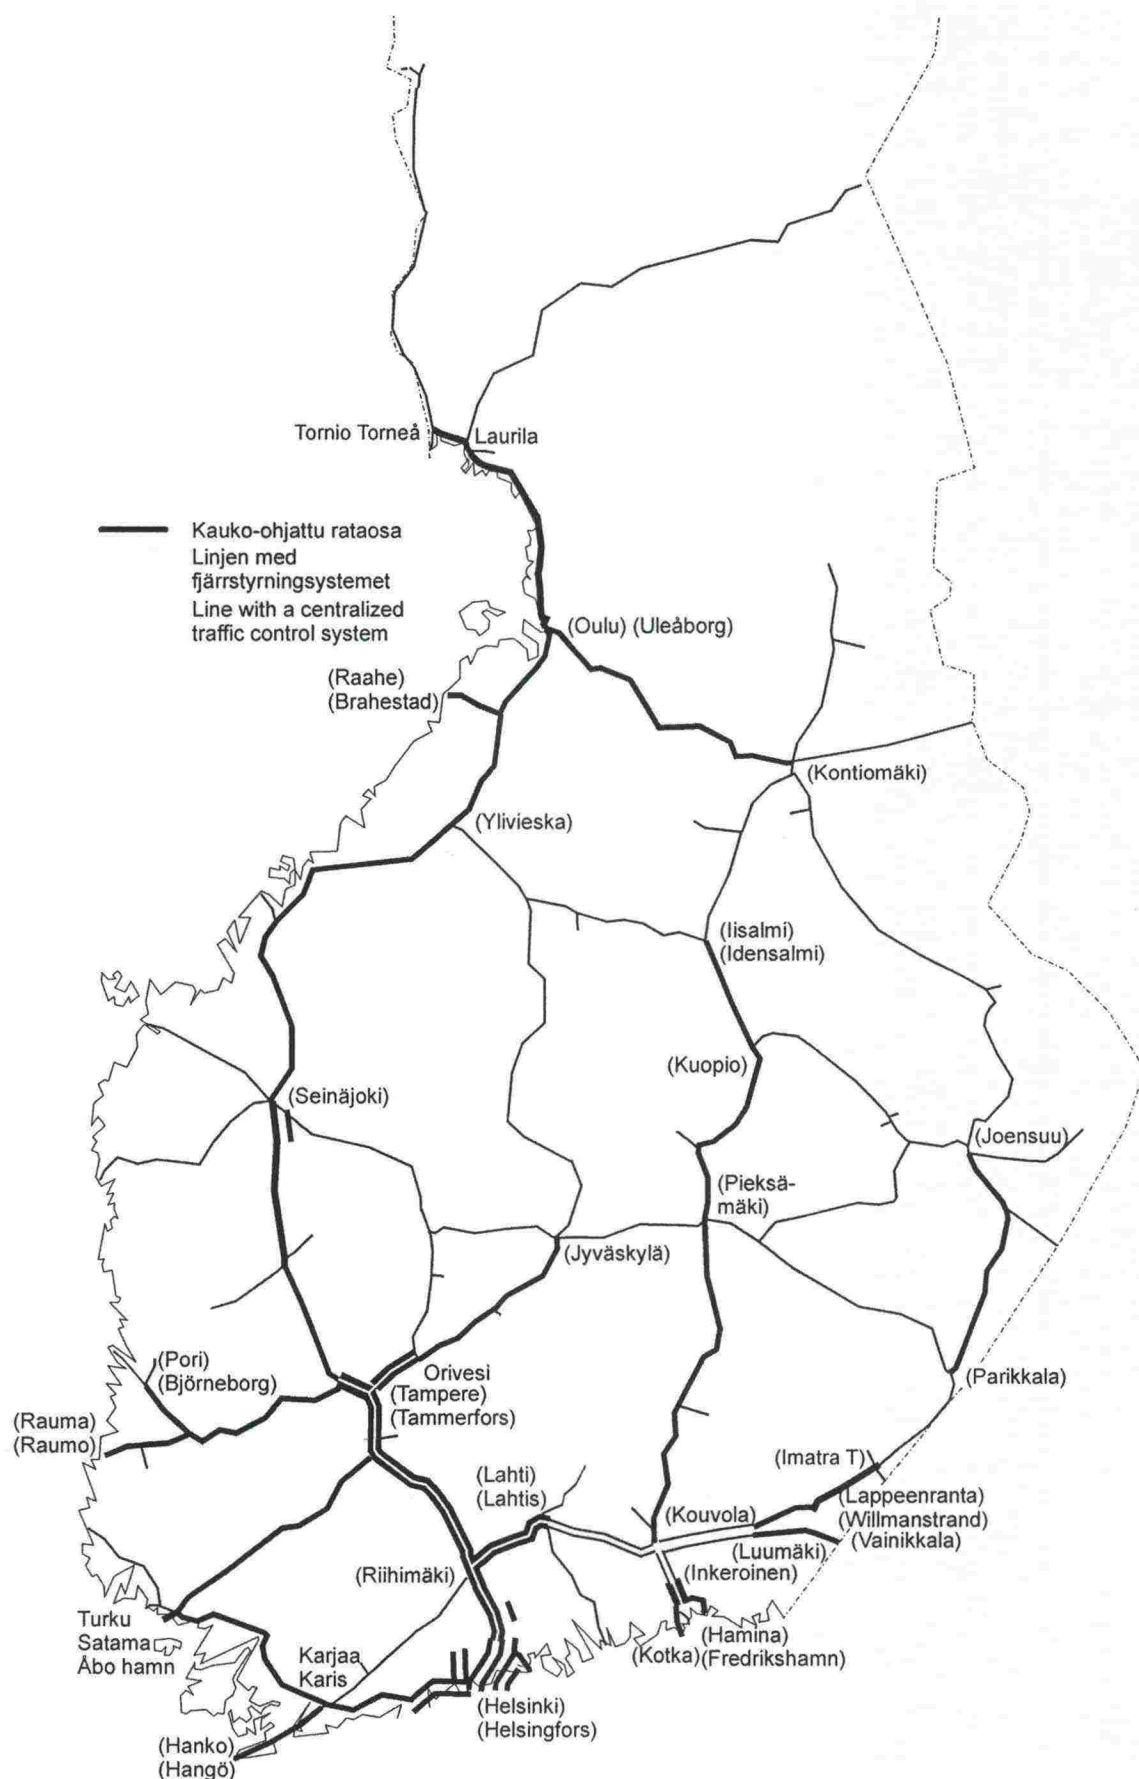 Tornio Torneå
Laurila
Kauko-ohjattu rataosa
Linjen med
fjärrstyrningsystemet
Line with a centralized
traffic control system
(Oulu) (Uleåborg)
(Raahe)
(Brahestad)
(Kontiomäki)
(Ylivieska)
(Iisalmi)
(Idensalmi)
(Kuopio)
(Seinäjoki)
(Joensuu)
(Pieksä-
mäki)
(Jyväskylä)
(Pori)
(Björneborg)
Orivesi
(Tampere)
(Tammerfors)
(Parikkala)
(Rauma)
(Raumo)
(Imatra T)
(Lahti)
(Lahtis)
(Lappeenranta)
(Willmanstrand)
(Kouvola)
(Vainikkala)
(Luumäki)
(Riihimäki)
(Inkeroinen)
Turku
Satama
Åbo hamn
(Hamina)
(Kotka)
(Fredrikshamn)
Karjaa
Karis
(Helsinki)
(Helsingfors)
(Hanko)
(Hangö)